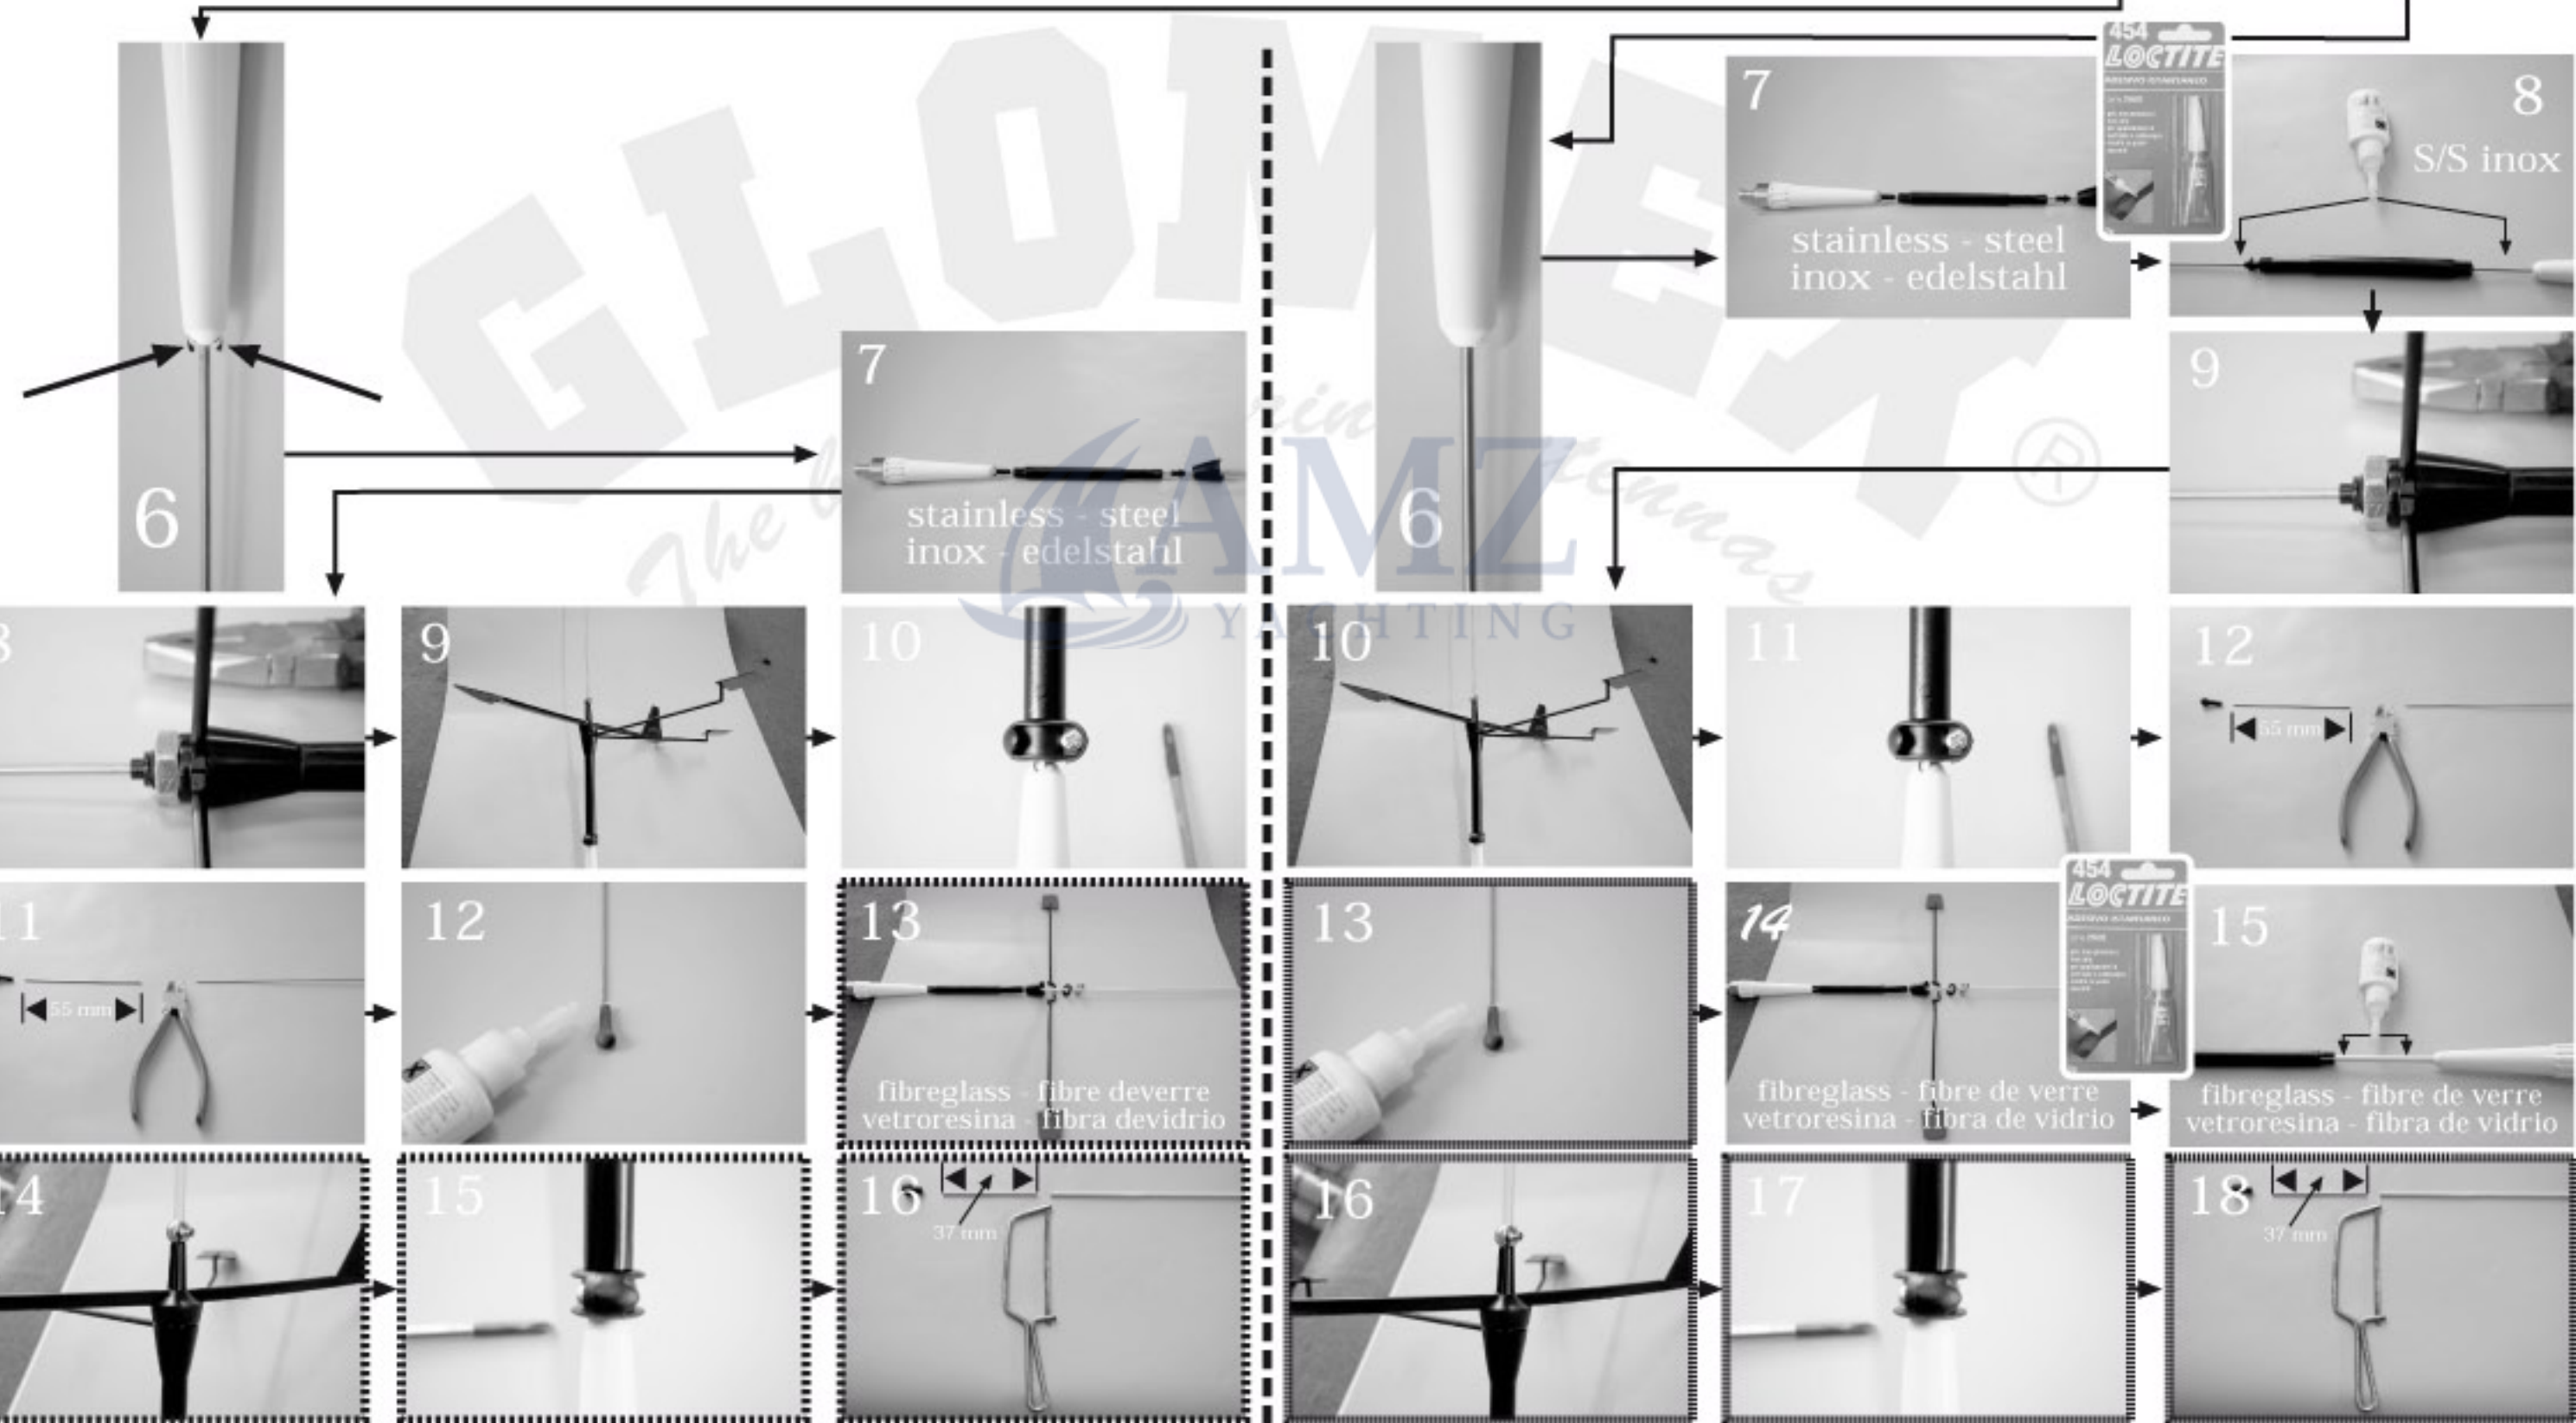 GLOMEX®
AMZ
YACHTING
6
7
stainless - steel
inox - edelstahl
9
10
11
55 mm
12
13
fibreglass - fibre deverre
vetroresina - fibra devidrio
15
16
37 mm
6
7
stainless - steel
inox - edelstahl
454
LOCTITE
8
S/S inox
9
10
11
12
55 mm
13
14
fibreglass - fibre de verre
vetroresina - fibra de vidrio
454
LOCTITE
15
fibreglass - fibre de verre
vetroresina - fibra de vidrio
16
17
18
37 mm